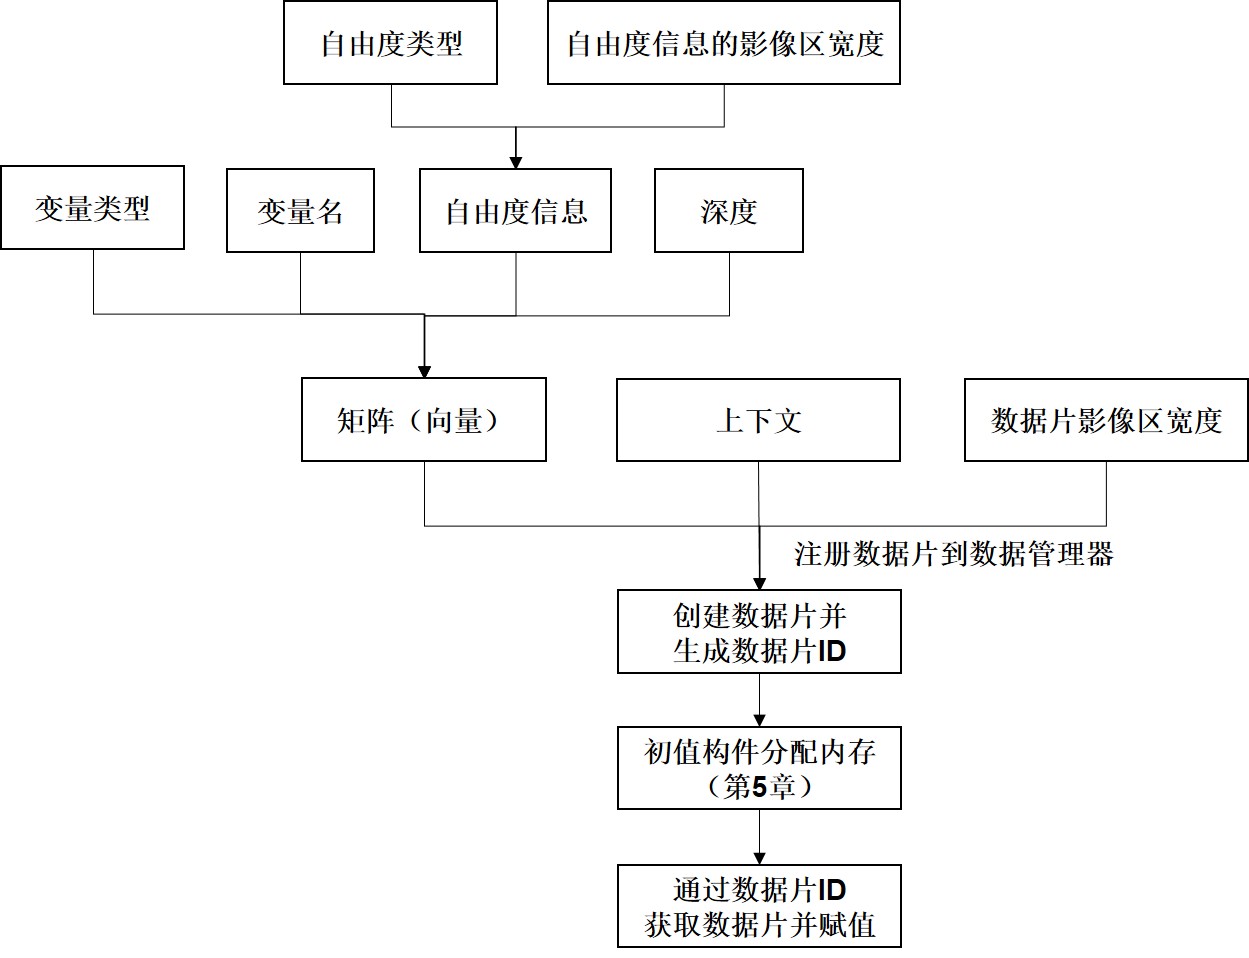 自由度类型
自由度信息的影像区宽度
变量类型
变量名
自由度信息
深度
矩阵（向量）
上下文
数据片影像区宽度
注册数据片到数据管理器
创建数据片并
生成数据片ID
初值构件分配内存
（第5章）
通过数据片ID
获取数据片并赋值